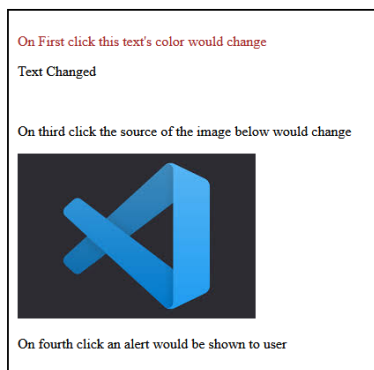 On First click this text's color would change
Text Changed
On third click the source of the image below would change
On fourth click an alert would be shown to user